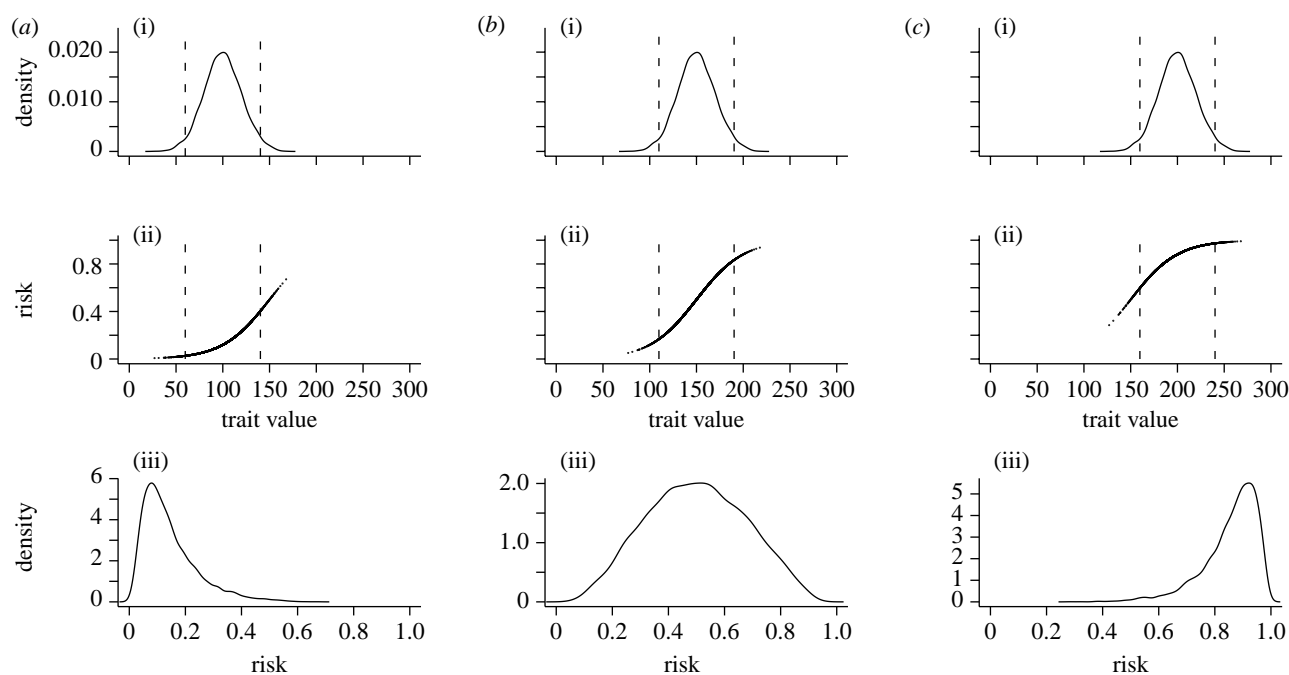 (a) (i) (b) (i) (c) (i)
density
0.020
0.010
0
(ii) (ii) (ii)
risk
0.8
0.4
0
0 50 100 150 200 250 300 0 50 100 150 200 250 300 0 50 100 150 200 250 300
trait value trait value trait value
(iii) (iii) (iii)
density
6
4
2
0
2.0
1.0
0
5
4
3
2
1
0
0 0.2 0.4 0.6 0.8 1.0 0 0.2 0.4 0.6 0.8 1.0 0 0.2 0.4 0.6 0.8 1.0
risk risk risk